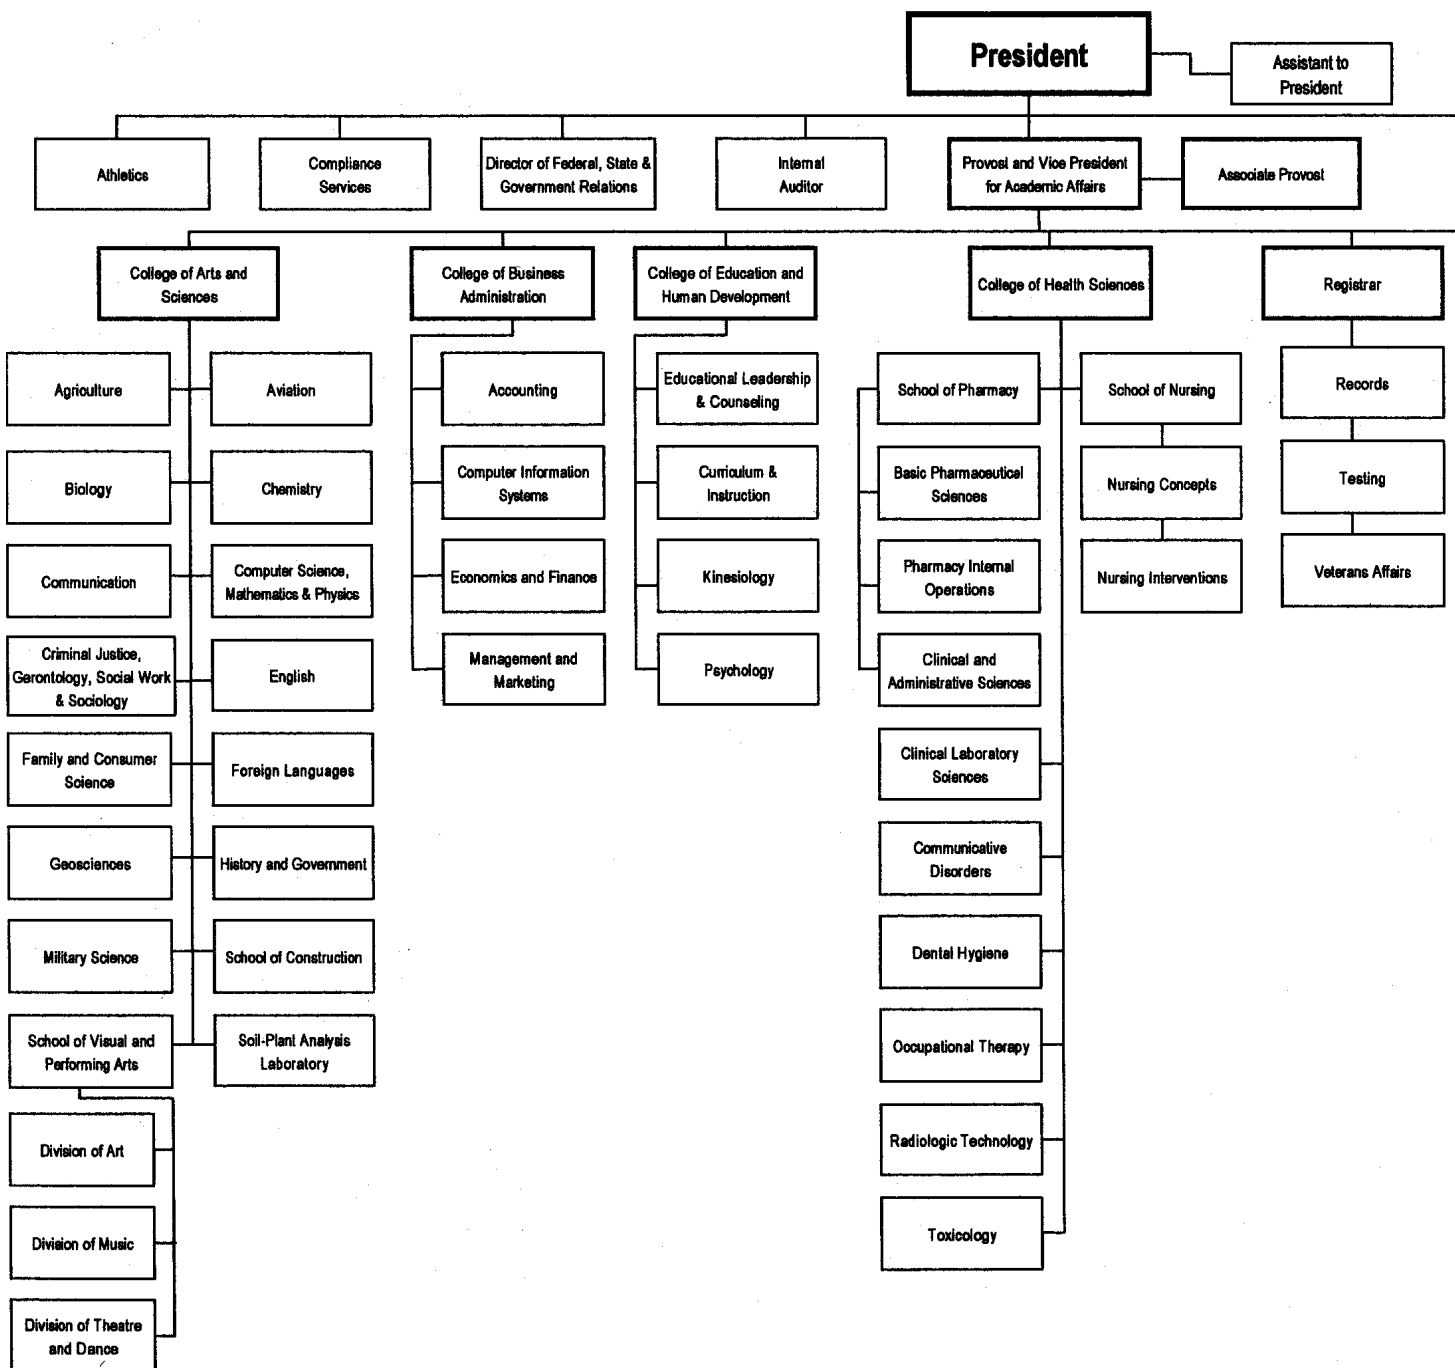 President
Assistant to
President
Athletics
Compliance
Services
Director of Federal, State &
Government Relations
Internal
Auditor
Provost and Vice President
for Academic Affairs
Associate Provost
College of Arts and
Sciences
College of Business
Administration
College of Education and
Human Development
College of Health Sciences
Registrar
Agriculture
Aviation
Biology
Chemistry
Communication
Computer Science,
Mathematics & Physics
Criminal Justice,
Gerontology, Social Work
& Sociology
English
Family and Consumer
Science
Foreign Languages
Geosciences
History and Government
Military Science
School of Construction
School of Visual and
Performing Arts
Soil-Plant Analysis
Laboratory
Division of Art
Division of Music
Division of Theatre
and Dance
Accounting
Computer Information
Systems
Economics and Finance
Management and
Marketing
Educational Leadership
& Counseling
Curriculum &
Instruction
Kinesiology
Psychology
School of Pharmacy
Basic Pharmaceutical
Sciences
Pharmacy Internal
Operations
Clinical and
Administrative Sciences
School of Nursing
Nursing Concepts
Nursing Interventions
Clinical Laboratory
Sciences
Communicative
Disorders
Dental Hygiene
Occupational Therapy
Radiologic Technology
Toxicology
Records
Testing
Veterans Affairs